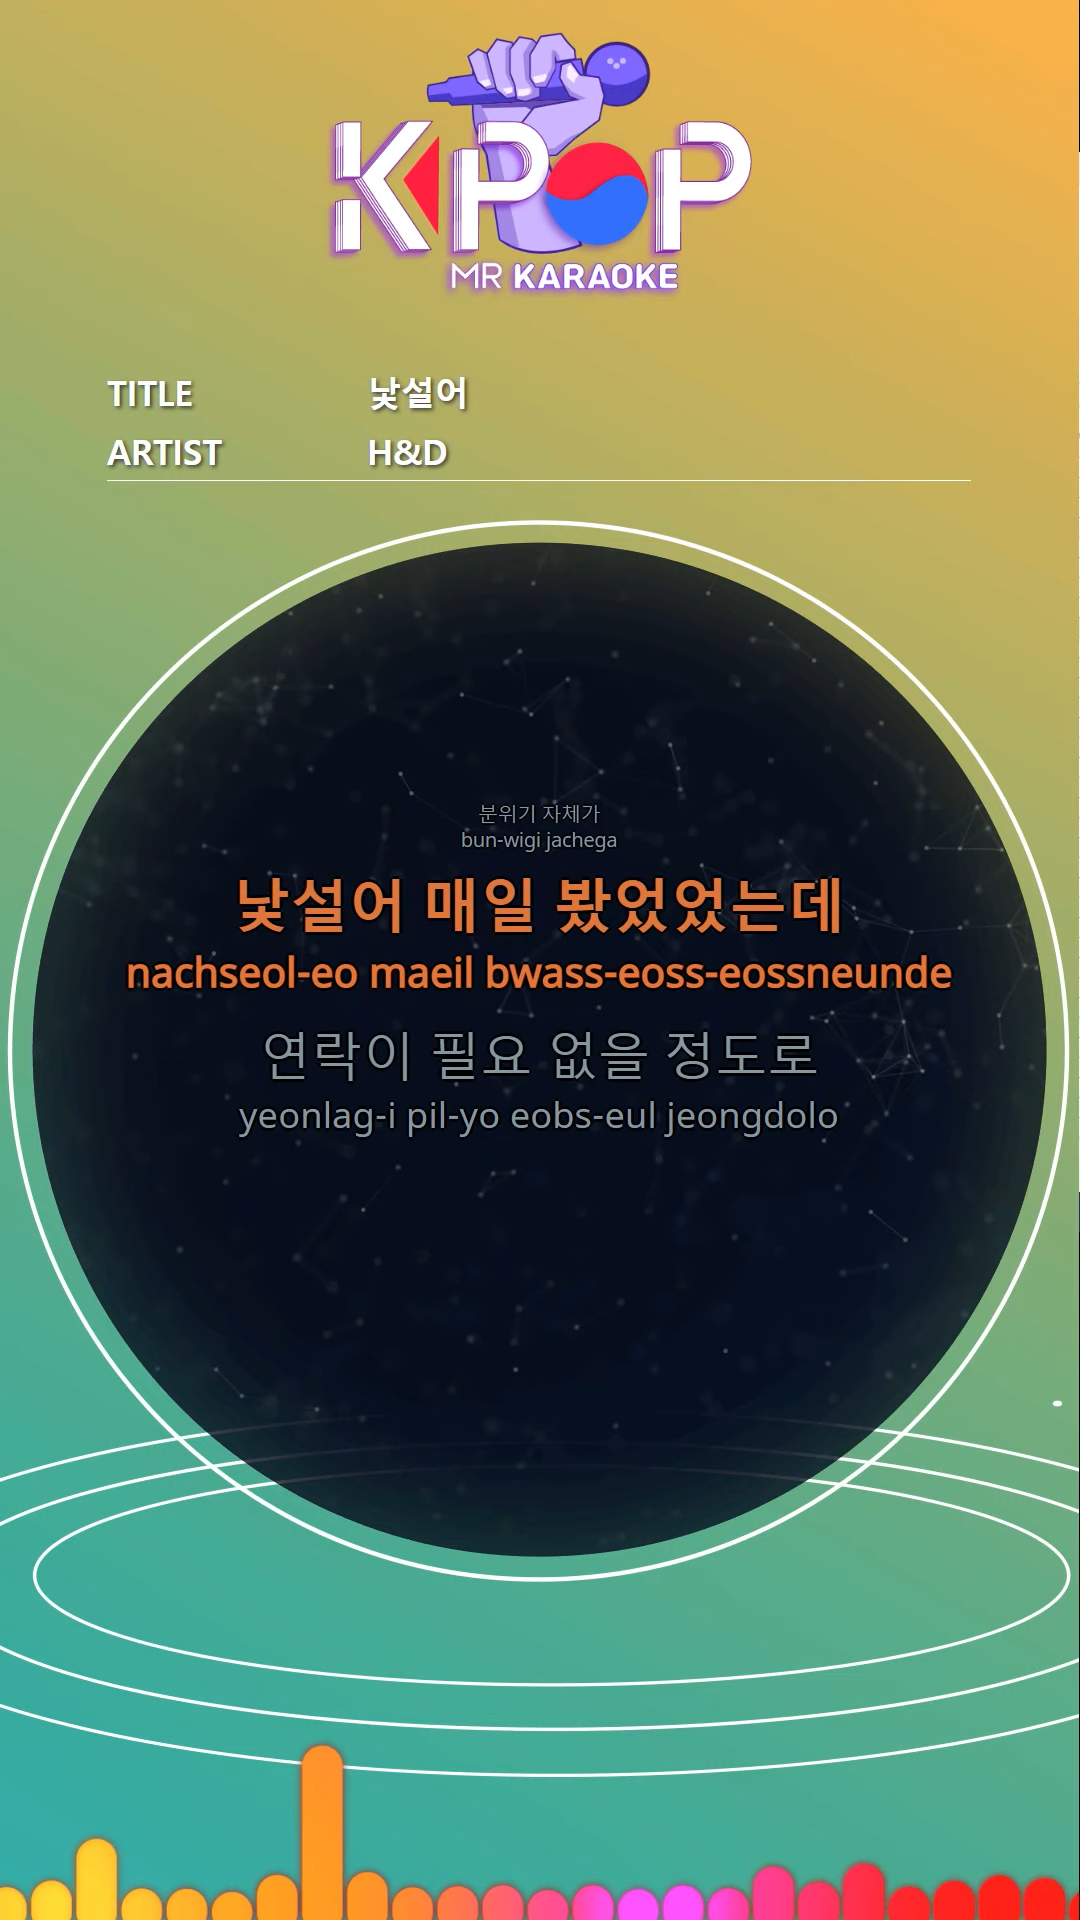 KPOP
MR KARAOKE
TITLE 낯설어
ARTIST H&D
분위기 자체가
bun-wigi jachega
낯설어 매일 봤었었는데
nachseol-eo maeil bwass-eoss-eossneunde
연락이 필요 없을 정도로
yeonlag-i pil-yo eobs-eul jeongdolo